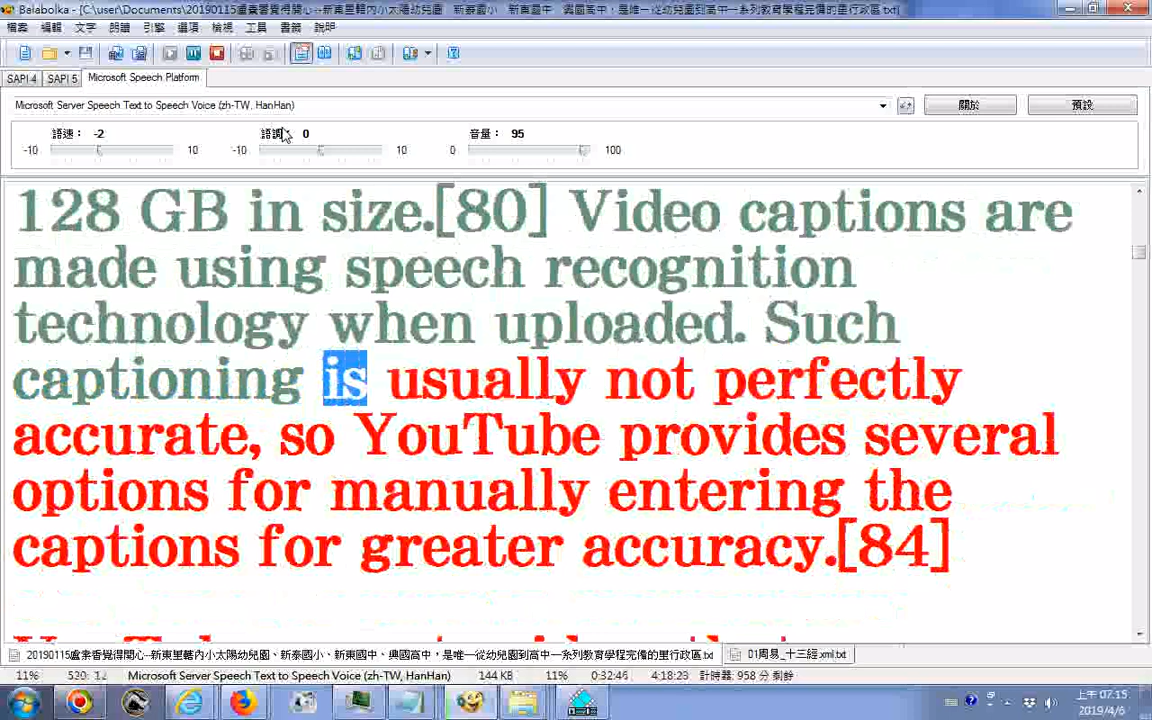 Balabolka - [C:\user\Documents\20190115盧素香覺得開心--新東里轄內小太陽幼兒園、新泰國小、新東國中、興國高中，是唯一從幼兒園到高中一系列教育學程完備的里行政區.txt]
檔案 編輯 文字 朗讀 引擎 選項 檢視 工具 書籤 說明
SAPI 4 SAPI 5 Microsoft Speech Platform
Microsoft Server Speech Text to Speech Voice (zh-TW, HanHan) 關於 預設
語速： -2 語調： 0 音量： 95
-10 10 -10 10 0 100
128 GB in size.[80] Video captions are
made using speech recognition
technology when uploaded. Such
captioning is usually not perfectly
accurate, so YouTube provides several
options for manually entering the
captions for greater accuracy.[84]
20190115盧素香覺得開心--新東里轄內小太陽幼兒園、新泰國小、新東國中、興國高中，是唯一從幼兒園到高中一系列教育學程完備的里行政區.txt 01周易_十三經.xml.txt
11% 530: 12 Microsoft Server Speech Text to Speech Voice (zh-TW, HanHan) 144 KB 11% 0:32:46 4:18:23 計時器: 958 分 剩餘
上午 07:15
2019/4/6